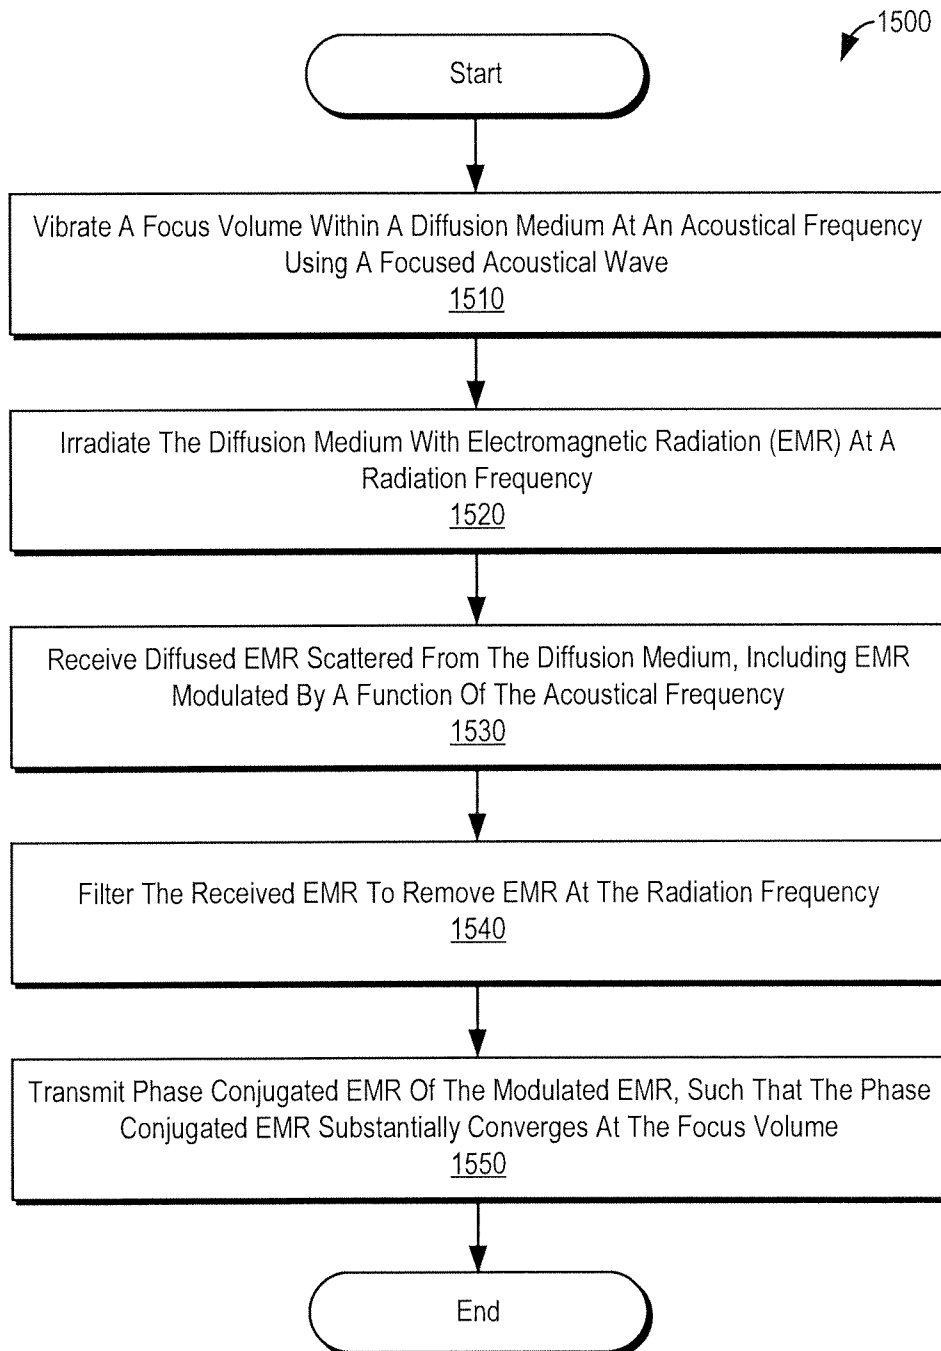 1500
Start
Vibrate A Focus Volume Within A Diffusion Medium At An Acoustical Frequency
Using A Focused Acoustical Wave
1510
Irradiate The Diffusion Medium With Electromagnetic Radiation (EMR) At A
Radiation Frequency
1520
Receive Diffused EMR Scattered From The Diffusion Medium, Including EMR
Modulated By A Function Of The Acoustical Frequency
1530
Filter The Received EMR To Remove EMR At The Radiation Frequency
1540
Transmit Phase Conjugated EMR Of The Modulated EMR, Such That The Phase
Conjugated EMR Substantially Converges At The Focus Volume
1550
End